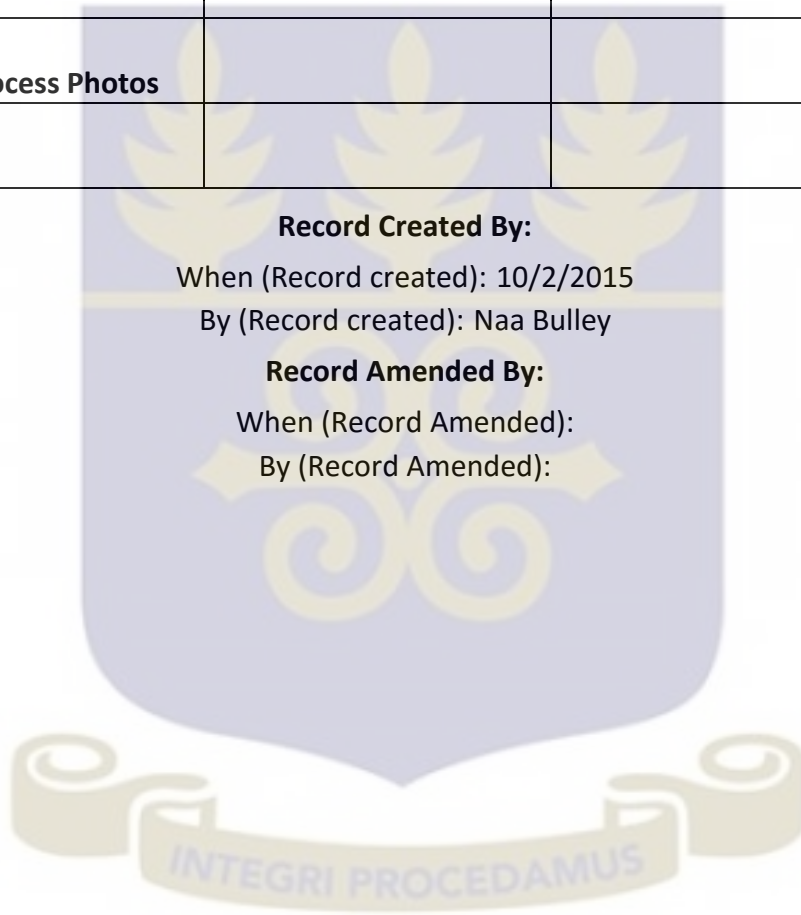 Photos
Record Created By:
When (Record created): 10/2/2015
By (Record created): Naa Bulley
Record Amended By:
When (Record Amended):
By (Record Amended):
INTEGRI PROCEDAMUS